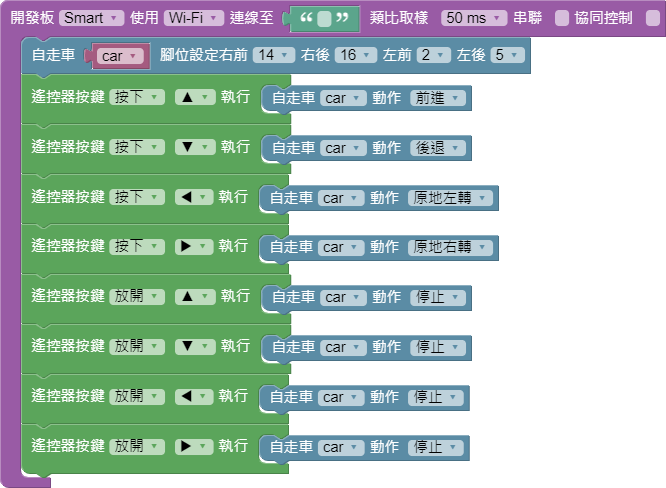 開發板 Smart 使用 Wi-Fi 連線至 “ ” 類比取樣 50 ms 串聯 協同控制
自走車 car 腳位設定右前 14 右後 16 左前 2 左後 5
遙控器按鍵 按下 ▲ 執行 自走車 car 動作 前進
遙控器按鍵 按下 ▼ 執行 自走車 car 動作 後退
遙控器按鍵 按下 ◀ 執行 自走車 car 動作 原地左轉
遙控器按鍵 按下 ▶ 執行 自走車 car 動作 原地右轉
遙控器按鍵 放開 ▲ 執行 自走車 car 動作 停止
遙控器按鍵 放開 ▼ 執行 自走車 car 動作 停止
遙控器按鍵 放開 ◀ 執行 自走車 car 動作 停止
遙控器按鍵 放開 ▶ 執行 自走車 car 動作 停止